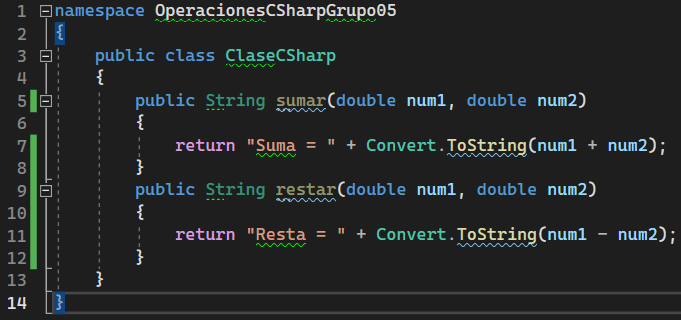 1 namespace OperacionesCSharpGrupo05
2 {
3 public class ClaseCSharp
4 {
5 public String sumar(double num1, double num2)
6 {
7 return "Suma = " + Convert.ToString(num1 + num2);
8 }
9 public String restar(double num1, double num2)
10 {
11 return "Resta = " + Convert.ToString(num1 - num2);
12 }
13 }
14 }